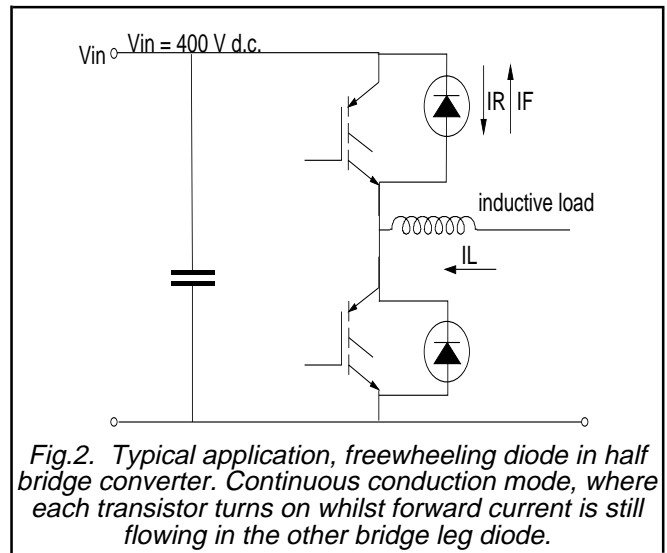 Vin = 400 V d.c.
Vin
IR IF
inductive load
IL
Fig.2. Typical application, freewheeling diode in half
bridge converter. Continuous conduction mode, where
each transistor turns on whilst forward current is still
flowing in the other bridge leg diode.